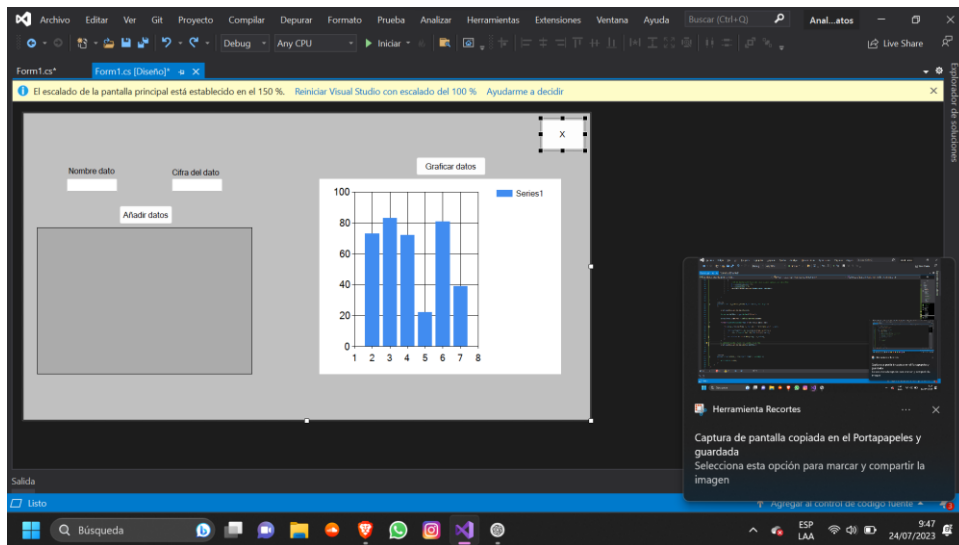 Archivo Editar Ver Git Proyecto Compilar Depurar Formato Prueba Analizar Herramientas Extensiones Ventana Ayuda Buscar (Ctrl+Q) Anal...atos
Debug Any CPU Iniciar Live Share
Form1.cs* Form1.cs [Diseño]*
El escalado de la pantalla principal está establecido en el 150 %. Reiniciar Visual Studio con escalado del 100 % Ayudarme a decidir
Explorador de soluciones
X
Graficar datos
Nombre dato Cifra del dato
Añadir datos
Series1
100
80
60
40
20
0
1 2 3 4 5 6 7 8
Herramienta Recortes
Captura de pantalla copiada en el Portapapeles y
guardada
Selecciona esta opción para marcar y compartir la
imagen
Salida
Listo
Agregar al control de código fuente
Búsqueda
ESP
LAA
9:47
24/07/2023